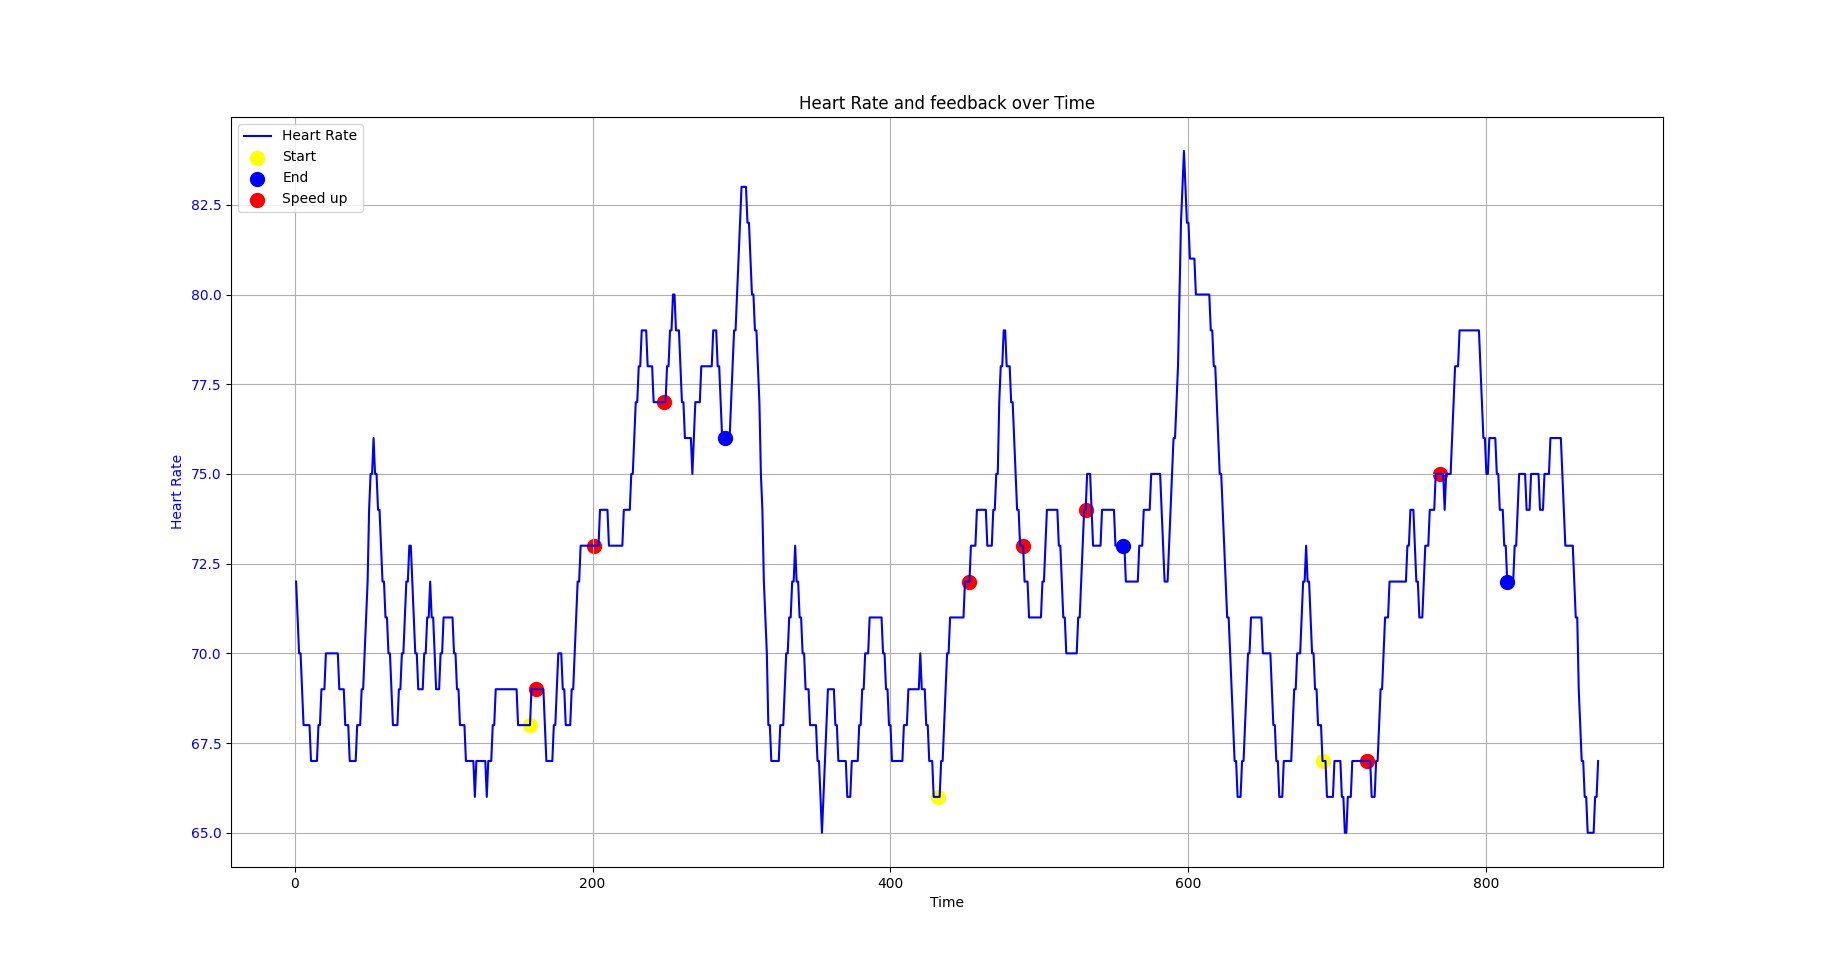 Heart Rate and feedback over Time
Heart Rate
Start
End
Speed up
82.5
80.0
77.5
75.0
72.5
70.0
67.5
65.0
Heart Rate
0 200 400 600 800
Time